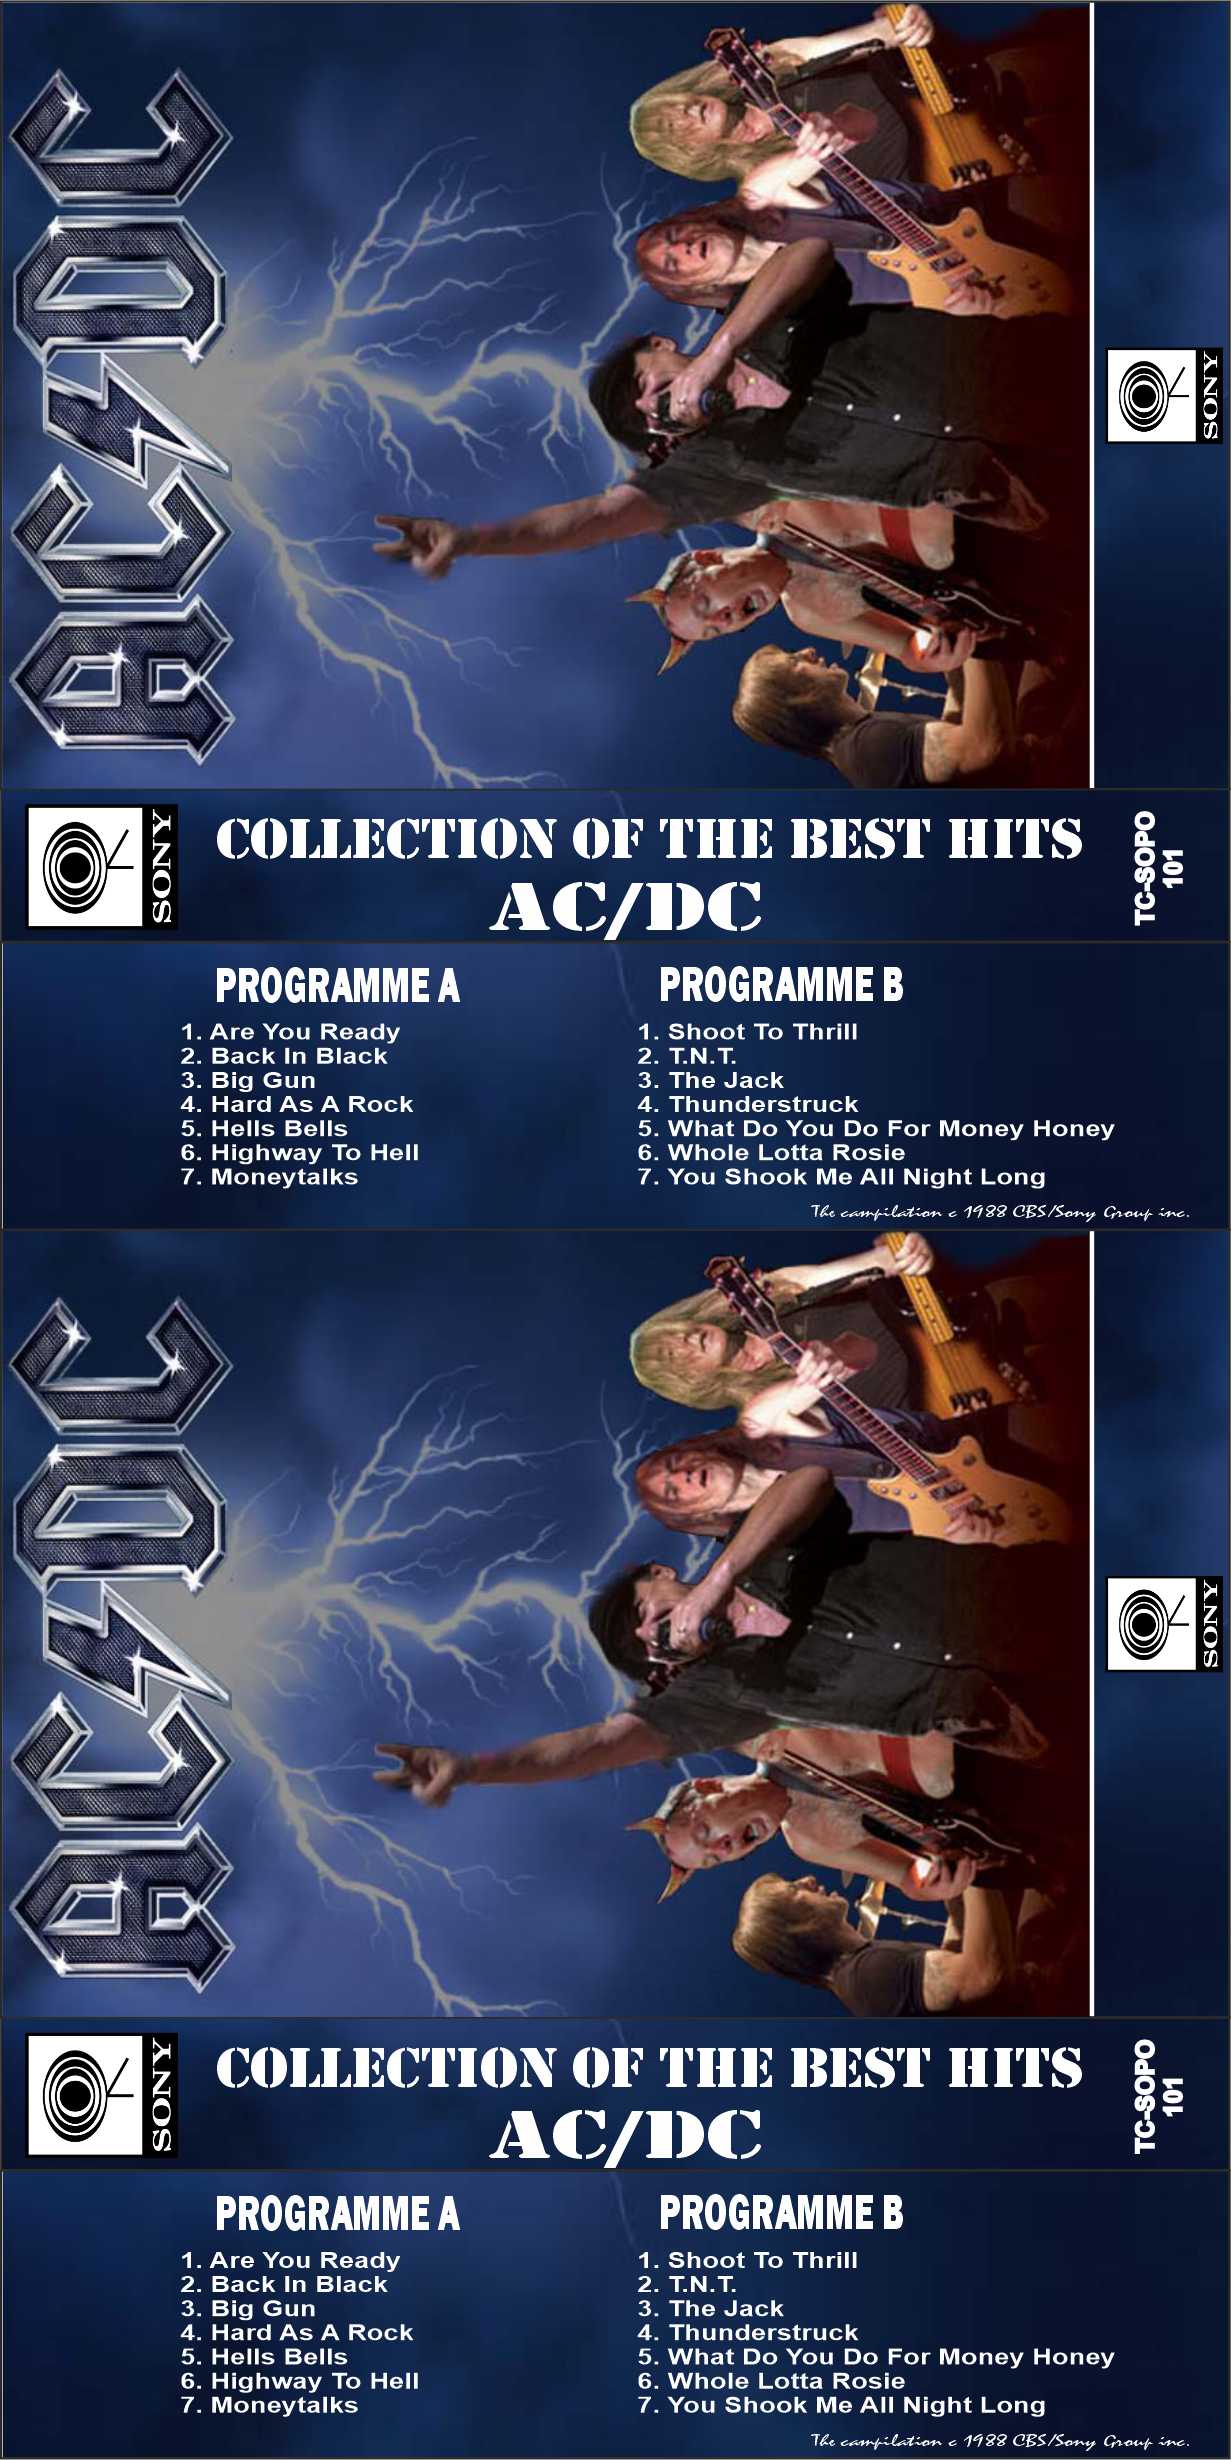 AC/DC
SONY
SONY
COLLECTION OF THE BEST HITS
AC/DC
TC-SOPO
101
PROGRAMME A
1. Are You Ready
2. Back In Black
3. Big Gun
4. Hard As A Rock
5. Hells Bells
6. Highway To Hell
7. Moneytalks
PROGRAMME B
1. Shoot To Thrill
2. T.N.T.
3. The Jack
4. Thunderstruck
5. What Do You Do For Money Honey
6. Whole Lotta Rosie
7. You Shook Me All Night Long
The campilation c 1988 CBS/Sony Group inc.
AC/DC
SONY
SONY
COLLECTION OF THE BEST HITS
AC/DC
TC-SOPO
101
PROGRAMME A
1. Are You Ready
2. Back In Black
3. Big Gun
4. Hard As A Rock
5. Hells Bells
6. Highway To Hell
7. Moneytalks
PROGRAMME B
1. Shoot To Thrill
2. T.N.T.
3. The Jack
4. Thunderstruck
5. What Do You Do For Money Honey
6. Whole Lotta Rosie
7. You Shook Me All Night Long
The campilation c 1988 CBS/Sony Group inc.